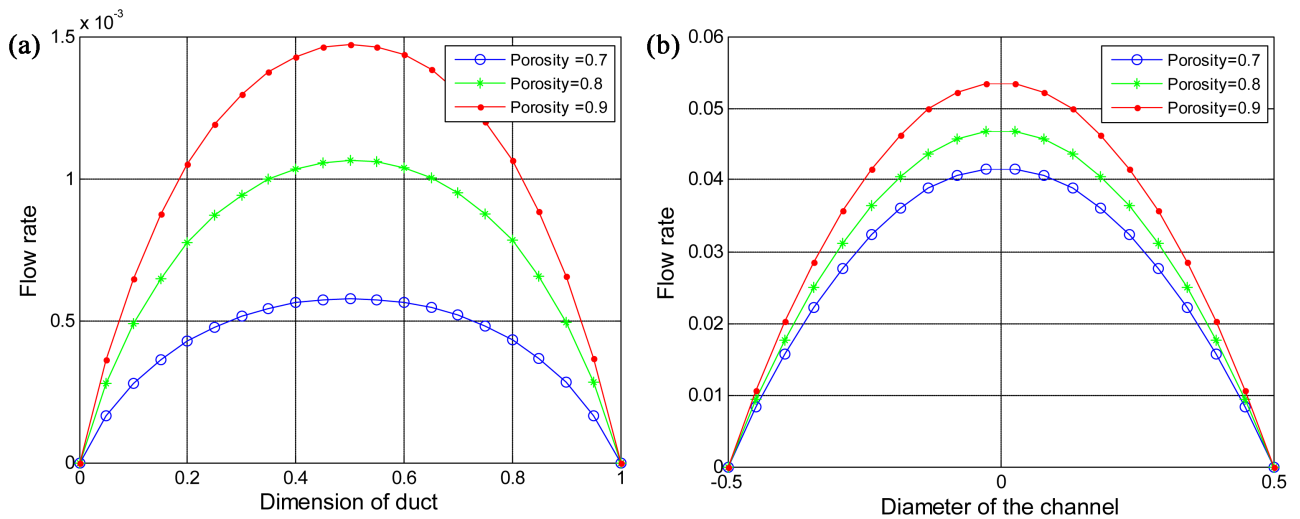 (a)
x 10⁻³
1.5
1
0.5
0
0 0.2 0.4 0.6 0.8 1
Flow rate
Dimension of duct
Porosity =0.7
Porosity=0.8
Porosity =0.9
(b)
0.06
0.05
0.04
0.03
0.02
0.01
0
-0.5 0 0.5
Flow rate
Diameter of the channel
Porosity=0.7
Porosity=0.8
Porosity=0.9